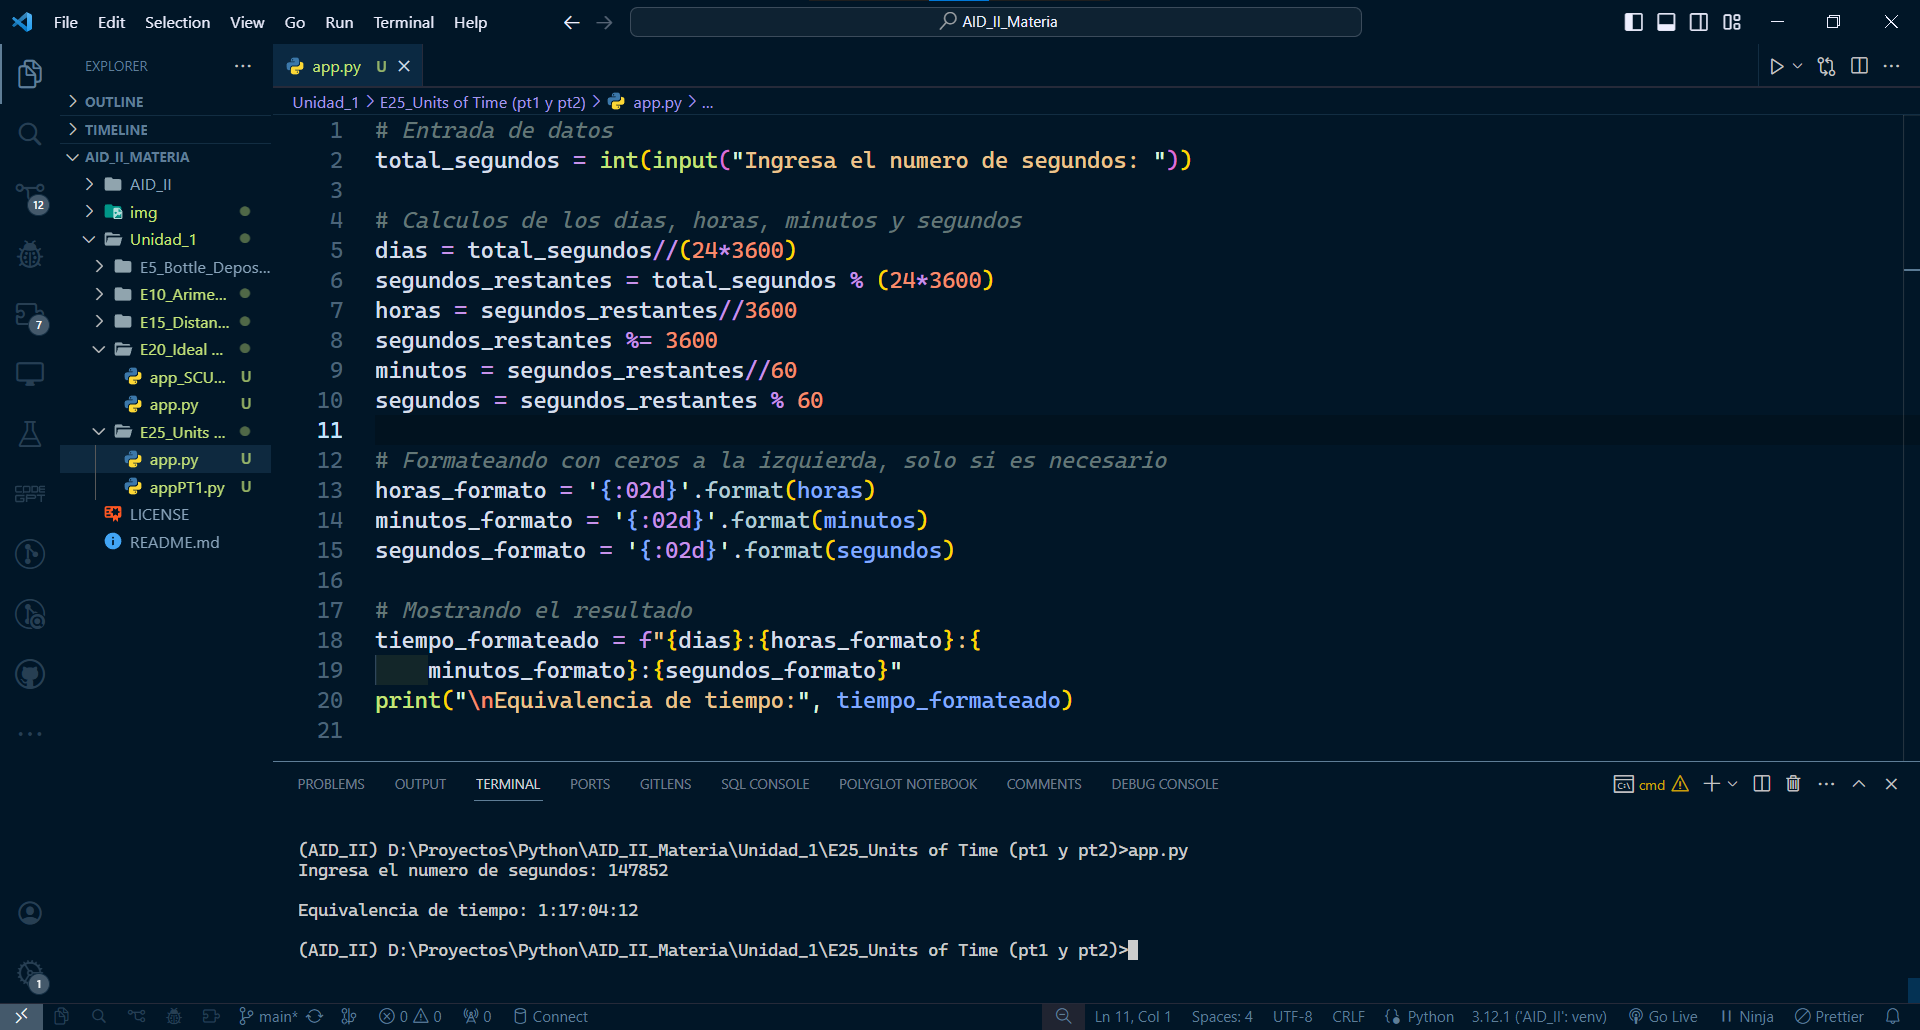 File Edit Selection View Go Run Terminal Help
AID_II_Materia
EXPLORER
OUTLINE
TIMELINE
AID_II_MATERIA
AID_II
img
Unidad_1
E5_Bottle_Depos...
E10_Arime...
E15_Distan...
E20_Ideal ...
app_SCU... U
app.py U
E25_Units ...
app.py U
appPT1.py U
LICENSE
README.md
12
7
CODE
GPT
1
app.py U
Unidad_1 > E25_Units of Time (pt1 y pt2) > app.py > ...
1 # Entrada de datos
2 total_segundos = int(input("Ingresa el numero de segundos: "))
3
4 # Calculos de los dias, horas, minutos y segundos
5 dias = total_segundos//(24*3600)
6 segundos_restantes = total_segundos % (24*3600)
7 horas = segundos_restantes//3600
8 segundos_restantes %= 3600
9 minutos = segundos_restantes//60
10 segundos = segundos_restantes % 60
11
12 # Formateando con ceros a la izquierda, solo si es necesario
13 horas_formato = '{:02d}'.format(horas)
14 minutos_formato = '{:02d}'.format(minutos)
15 segundos_formato = '{:02d}'.format(segundos)
16
17 # Mostrando el resultado
18 tiempo_formateado = f"{dias}:{horas_formato}:{
19     minutos_formato}:{segundos_formato}"
20 print("\nEquivalencia de tiempo:", tiempo_formateado)
21
PROBLEMS OUTPUT TERMINAL PORTS GITLENS SQL CONSOLE POLYGLOT NOTEBOOK COMMENTS DEBUG CONSOLE
cmd
(AID_II) D:\Proyectos\Python\AID_II_Materia\Unidad_1\E25_Units of Time (pt1 y pt2)>app.py
Ingresa el numero de segundos: 147852
Equivalencia de tiempo: 1:17:04:12
(AID_II) D:\Proyectos\Python\AID_II_Materia\Unidad_1\E25_Units of Time (pt1 y pt2)>
main* 0 0 0 Connect Ln 11, Col 1 Spaces: 4 UTF-8 CRLF Python 3.12.1 ('AID_II': venv) Go Live Ninja Prettier